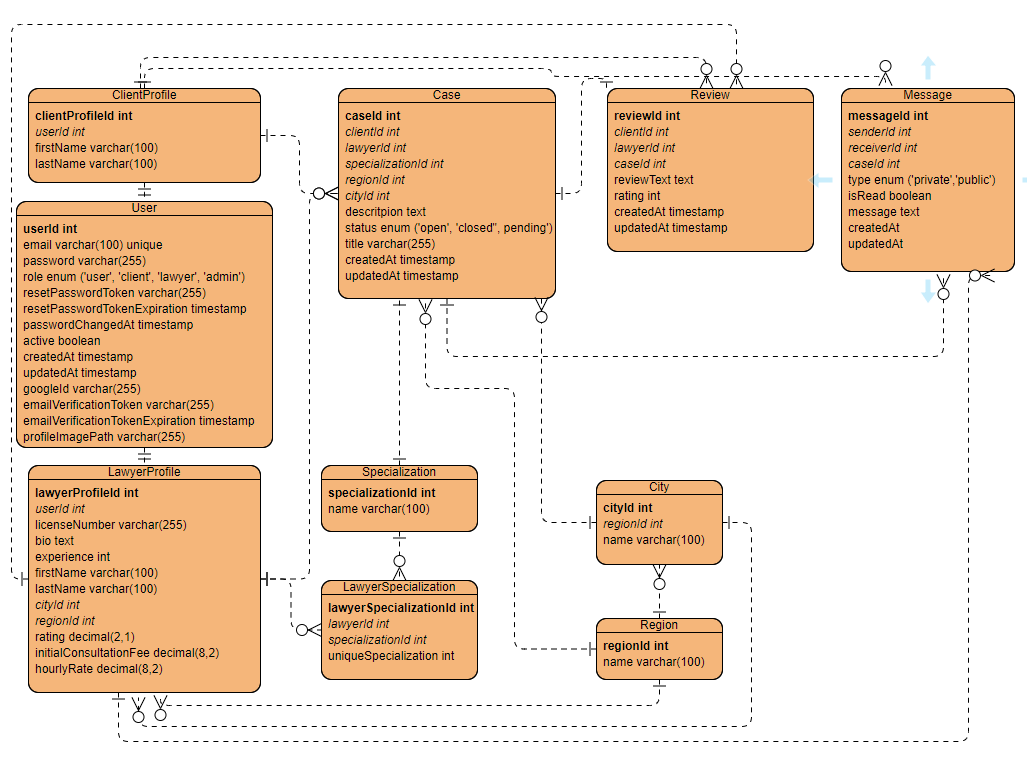 ClientProfile
clientProfileId int
userId int
firstName varchar(100)
lastName varchar(100)
User
userId int
email varchar(100) unique
password varchar(255)
role enum ('user', 'client', 'lawyer', 'admin')
resetPasswordToken varchar(255)
resetPasswordTokenExpiration timestamp
passwordChangedAt timestamp
active boolean
createdAt timestamp
updatedAt timestamp
googleId varchar(255)
emailVerificationToken varchar(255)
emailVerificationTokenExpiration timestamp
profileImagePath varchar(255)
LawyerProfile
lawyerProfileId int
userId int
licenseNumber varchar(255)
bio text
experience int
firstName varchar(100)
lastName varchar(100)
cityId int
regionId int
rating decimal(2,1)
initialConsultationFee decimal(8,2)
hourlyRate decimal(8,2)
Case
caseId int
clientId int
lawyerId int
specializationId int
regionId int
cityId int
descritpion text
status enum ('open', 'closed'', pending')
title varchar(255)
createdAt timestamp
updatedAt timestamp
Specialization
specializationId int
name varchar(100)
LawyerSpecialization
lawyerSpecializationId int
lawyerId int
specializationId int
uniqueSpecialization int
Review
reviewId int
clientId int
lawyerId int
caseId int
reviewText text
rating int
createdAt timestamp
updatedAt timestamp
Message
messageId int
senderId int
receiverId int
caseId int
type enum ('private','public')
isRead boolean
message text
createdAt
updatedAt
City
cityId int
regionId int
name varchar(100)
Region
regionId int
name varchar(100)